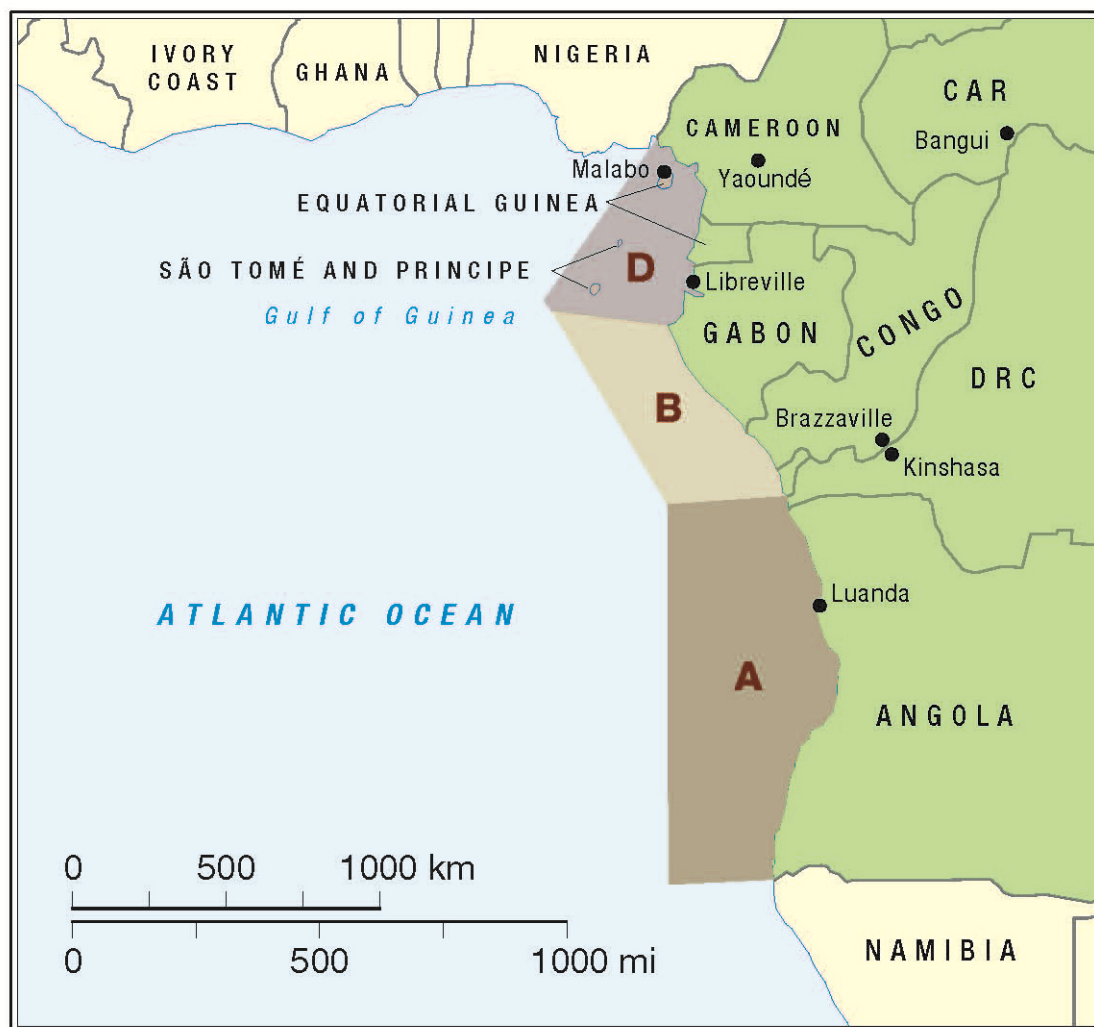 IVORY
COAST
GHANA
NIGERIA
CAR
Bangui
CAMEROON
Yaoundé
Malabo
EQUATORIAL GUINEA
SÃO TOMÉ AND PRINCIPE
D
Libreville
Gulf of Guinea
GABON
CONGO
DRC
B
Brazzaville
Kinshasa
ATLANTIC OCEAN
Luanda
A
ANGOLA
0 500 1000 km
0 500 1000 mi
NAMIBIA